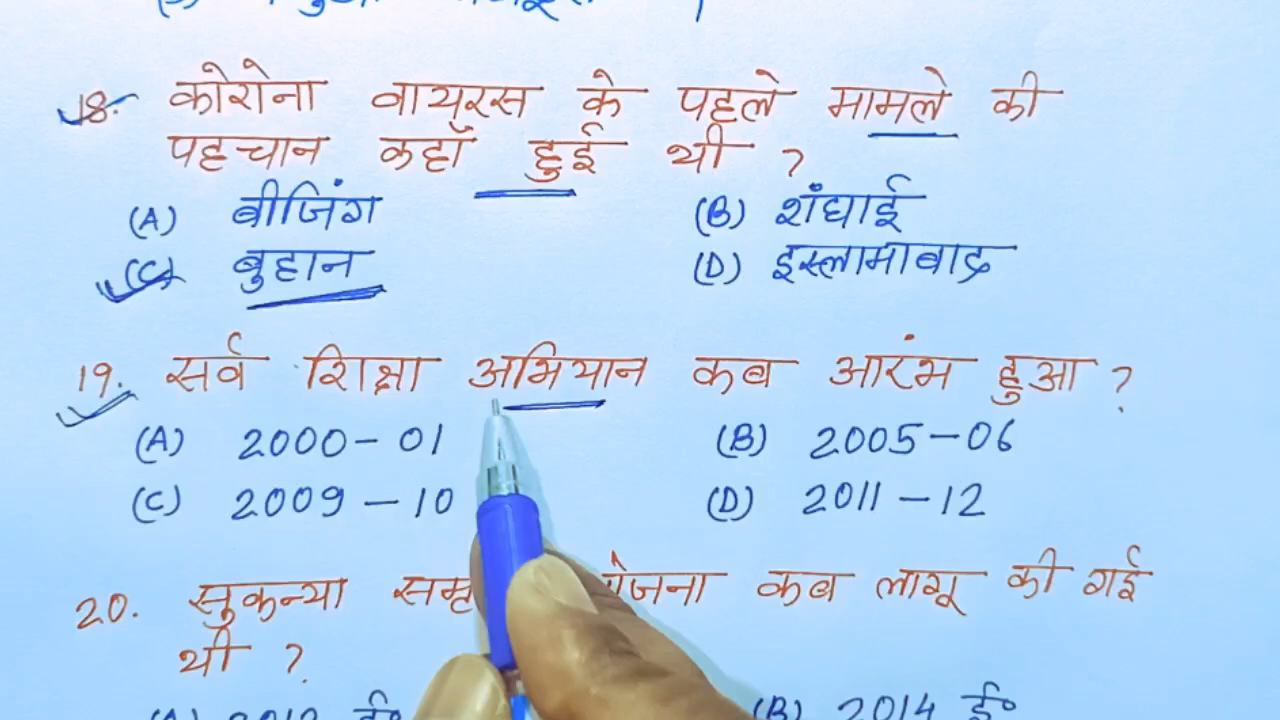 18. कोरोना वायरस के पहले मामले की
पहचान कहाँ हुई थी ?
(A) बीजिंग (B) शंघाई
(C) बुहान (D) इस्लामाबाद
19. सर्व शिक्षा अभियान कब आरंभ हुआ ?
(A) 2000-01 (B) 2005-06
(C) 2009-10 (D) 2011-12
20. सुकन्या कब लागू की गई
थी ?
(B) 2014 ई०